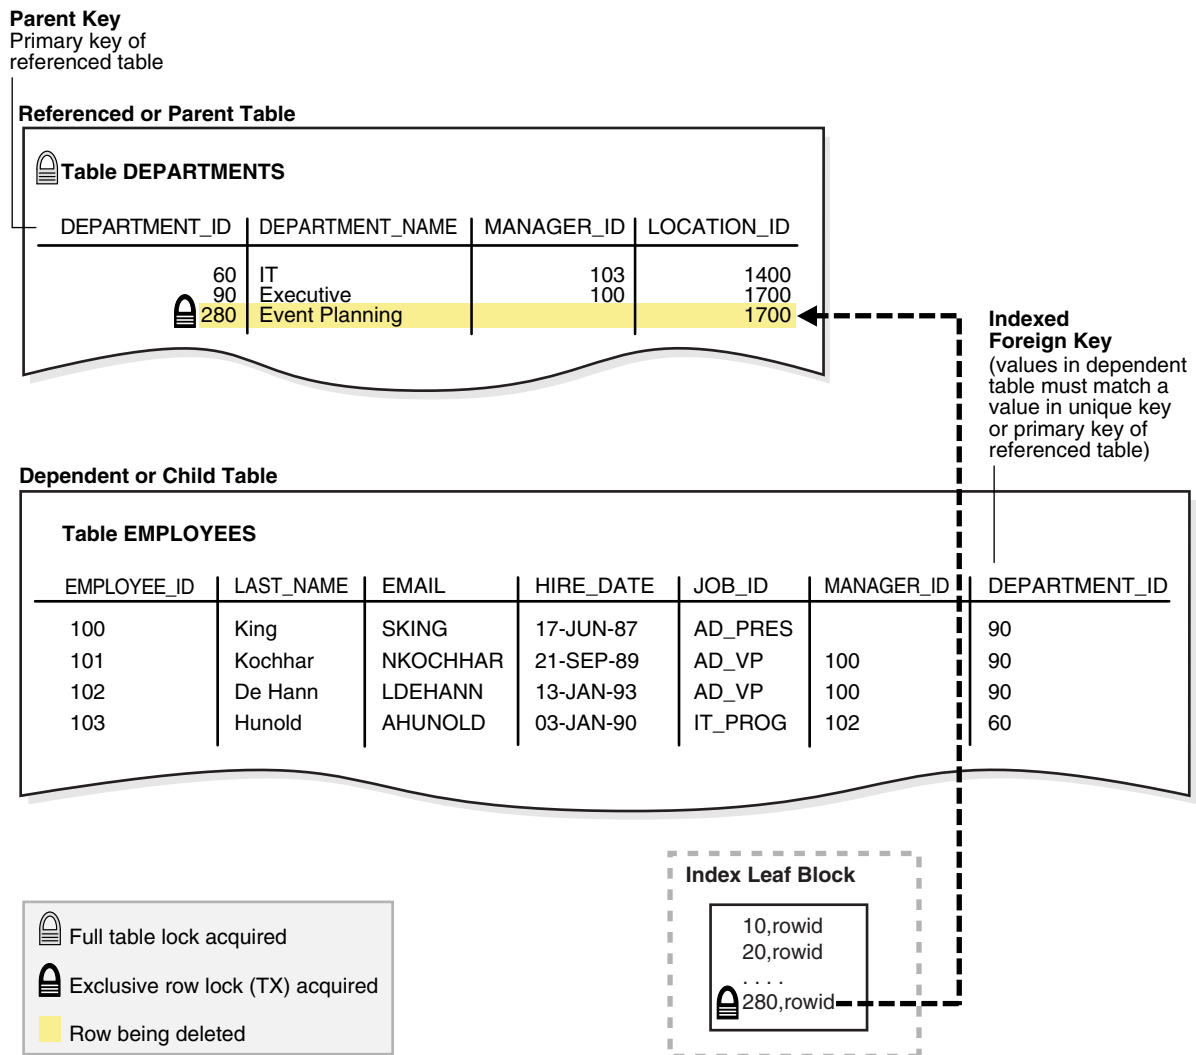 Parent Key
Primary key of
referenced table
Referenced or Parent Table
Table DEPARTMENTS
DEPARTMENT_ID DEPARTMENT_NAME MANAGER_ID LOCATION_ID
60 IT 103 1400
90 Executive 100 1700
280 Event Planning 1700
Indexed
Foreign Key
(values in dependent
table must match a
value in unique key
or primary key of
referenced table)
Dependent or Child Table
Table EMPLOYEES
EMPLOYEE_ID LAST_NAME EMAIL HIRE_DATE JOB_ID MANAGER_ID DEPARTMENT_ID
100 King SKING 17-JUN-87 AD_PRES 90
101 Kochhar NKOCHHAR 21-SEP-89 AD_VP 100 90
102 De Hann LDEHANN 13-JAN-93 AD_VP 100 90
103 Hunold AHUNOLD 03-JAN-90 IT_PROG 102 60
Index Leaf Block
10,rowid
20,rowid
. . . .
280,rowid
Full table lock acquired
Exclusive row lock (TX) acquired
Row being deleted